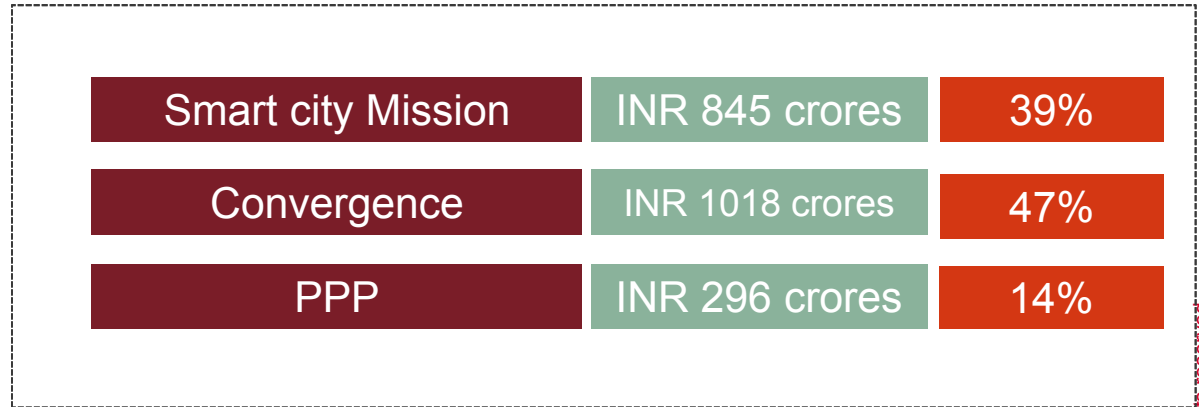 Smart city Mission INR 845 crores 39%
Convergence INR 1018 crores 47%
PPP INR 296 crores 14%